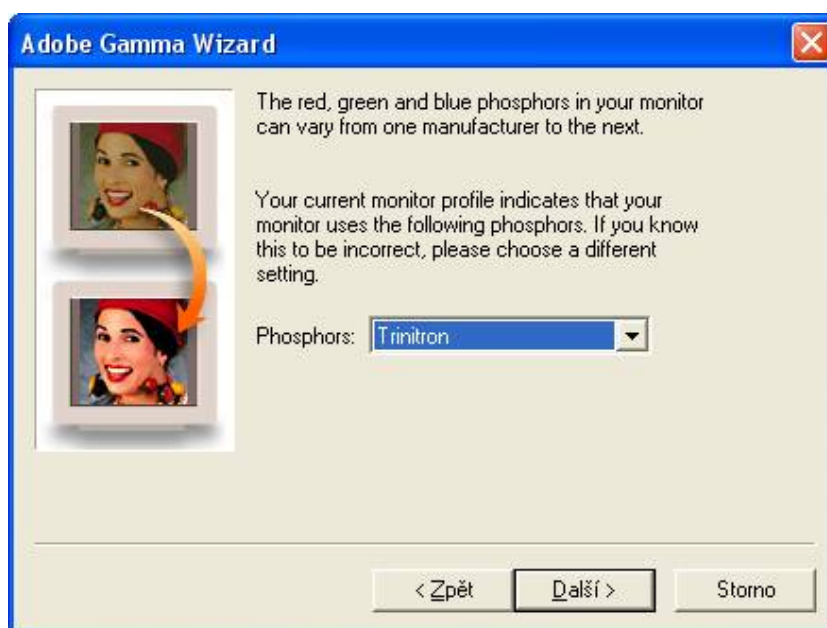 Adobe Gamma Wizard
The red, green and blue phosphors in your monitor
can vary from one manufacturer to the next.
Your current monitor profile indicates that your
monitor uses the following phosphors. If you know
this to be incorrect, please choose a different
setting.
Phosphors: Trinitron
< Zpět Další > Storno